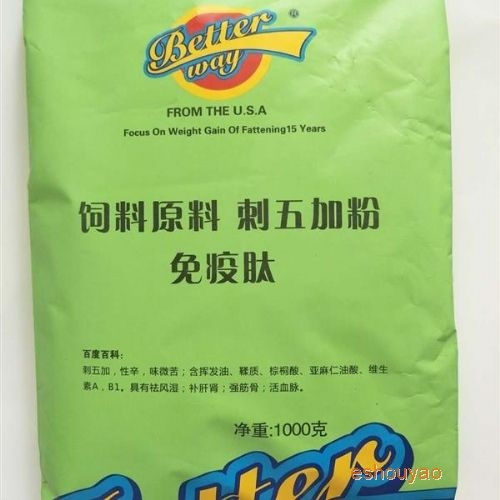 Better
®
way
FROM THE U.S.A
Focus On Weight Gain Of Fattening15 Years
饲料原料 刺五加粉
免疫肽
百度百科：
刺五加，性辛，味微苦；含挥发油、鞣质、棕榈酸、亚麻仁油酸、维生
素A，B1。具有祛风湿；补肝肾；强筋骨；活血脉。
净重:1000克
Better
eshouyao